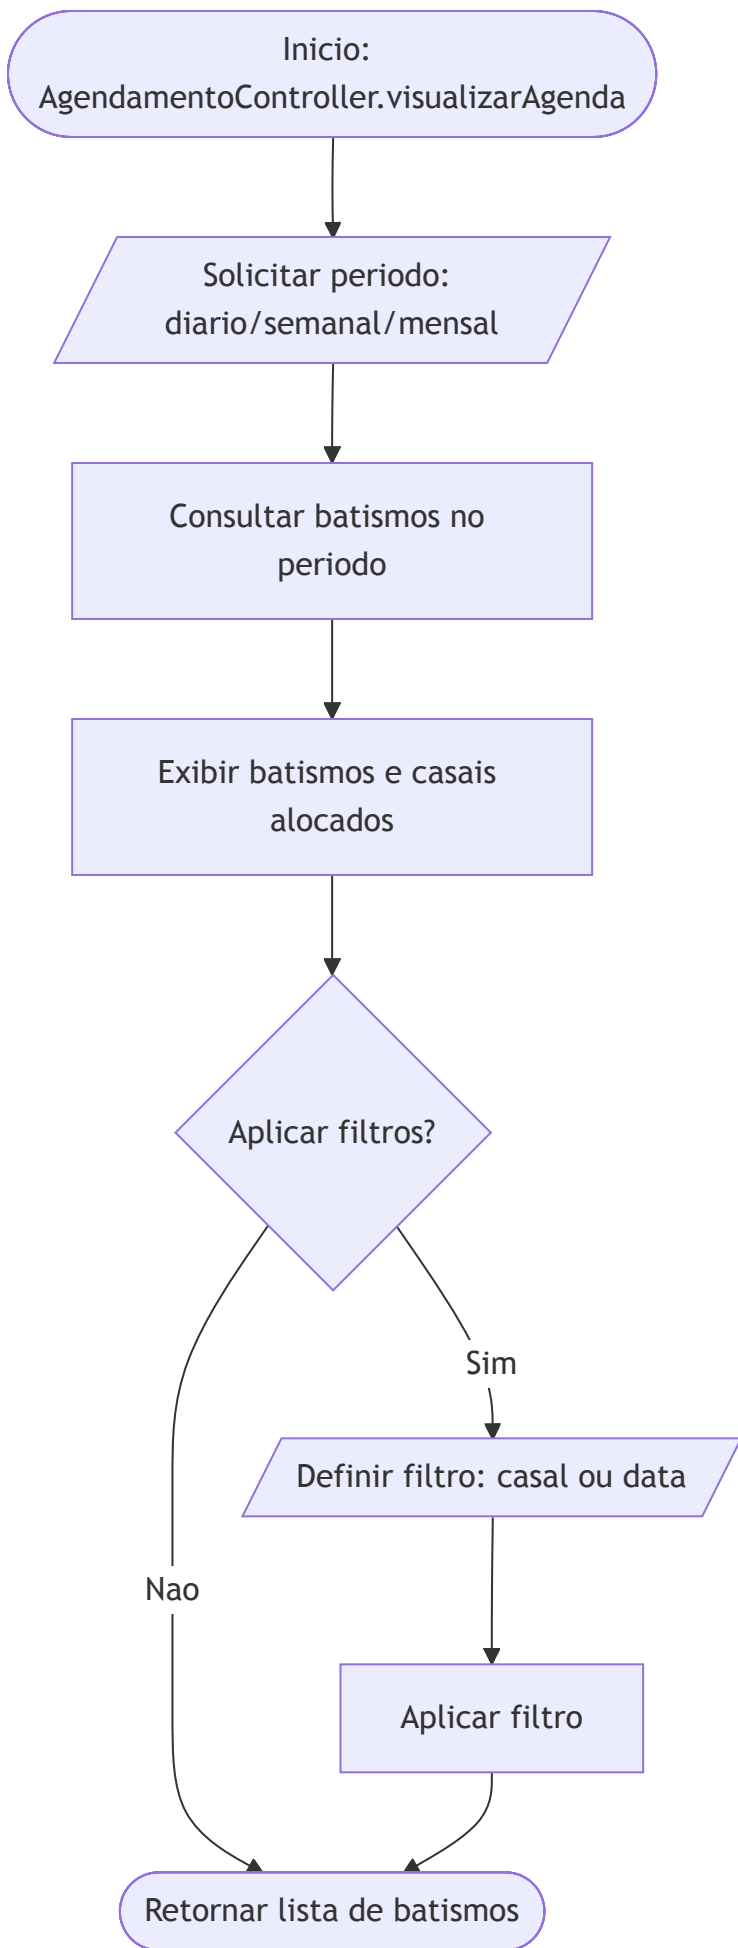 Inicio:
AgendamentoController.visualizarAgenda
Solicitar periodo:
diario/semanal/mensal
Consultar batismos no
periodo
Exibir batismos e casais
alocados
Aplicar filtros?
Sim
Definir filtro: casal ou data
Nao
Aplicar filtro
Retornar lista de batismos